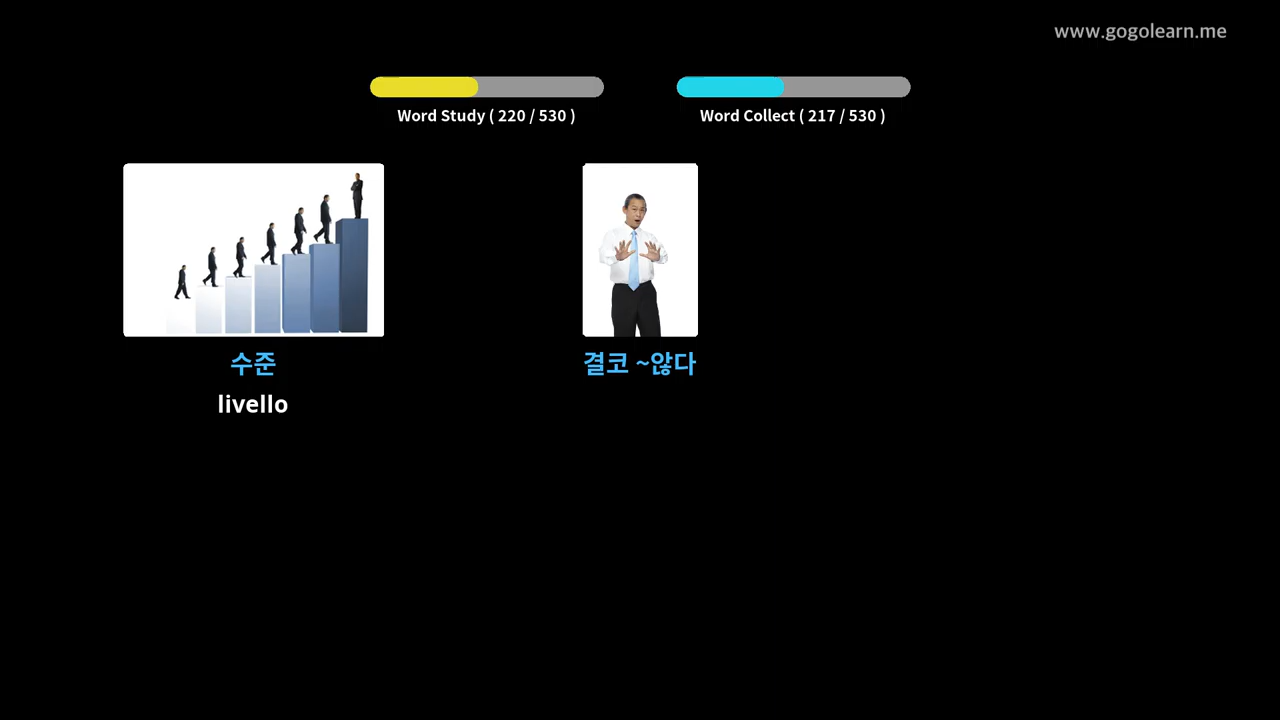 www.gogolearn.me
Word Study ( 220 / 530 )
Word Collect ( 217 / 530 )
수준
결코 ~않다
livello